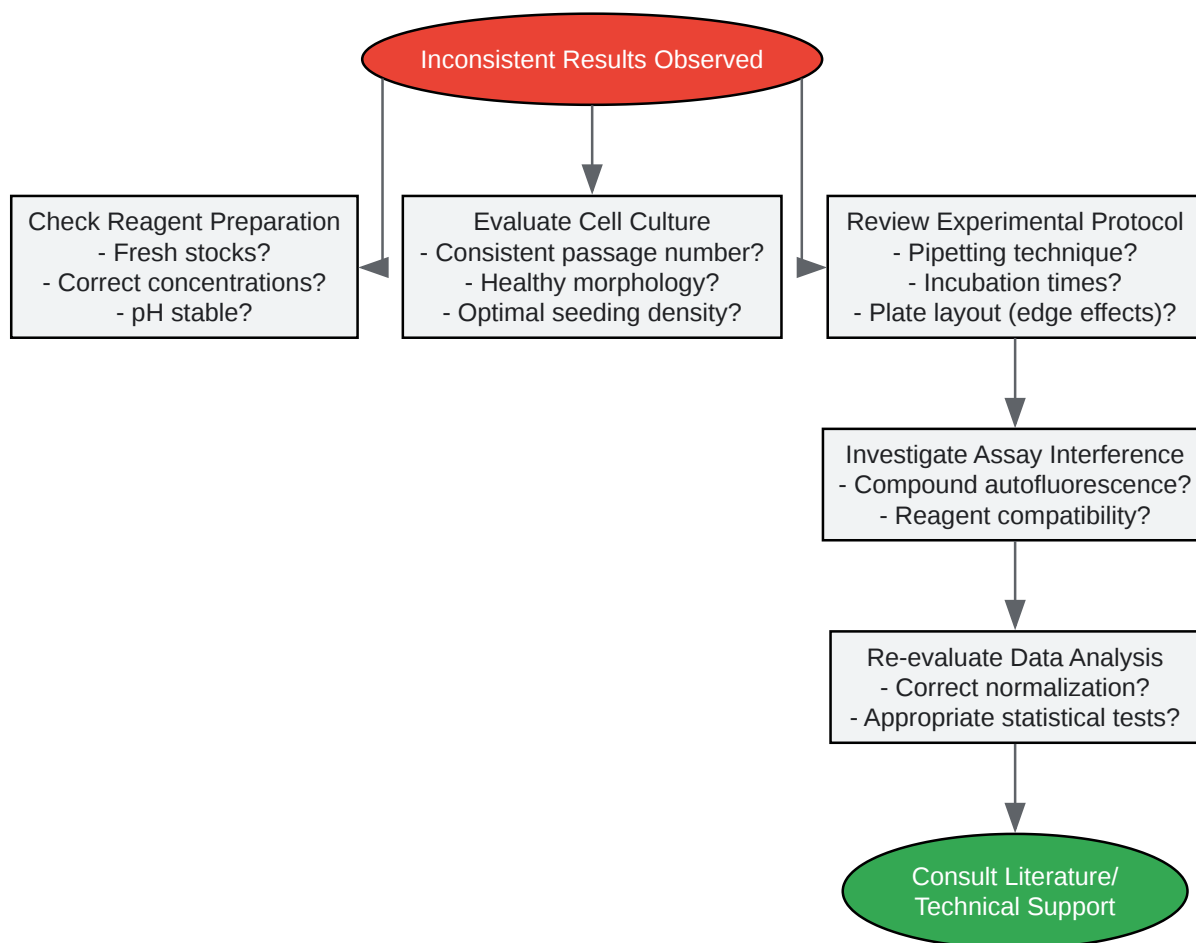 Inconsistent Results Observed
Check Reagent Preparation
- Fresh stocks?
- Correct concentrations?
- pH stable?
Evaluate Cell Culture
- Consistent passage number?
- Healthy morphology?
- Optimal seeding density?
Review Experimental Protocol
- Pipetting technique?
- Incubation times?
- Plate layout (edge effects)?
Investigate Assay Interference
- Compound autofluorescence?
- Reagent compatibility?
Re-evaluate Data Analysis
- Correct normalization?
- Appropriate statistical tests?
Consult Literature/
Technical Support